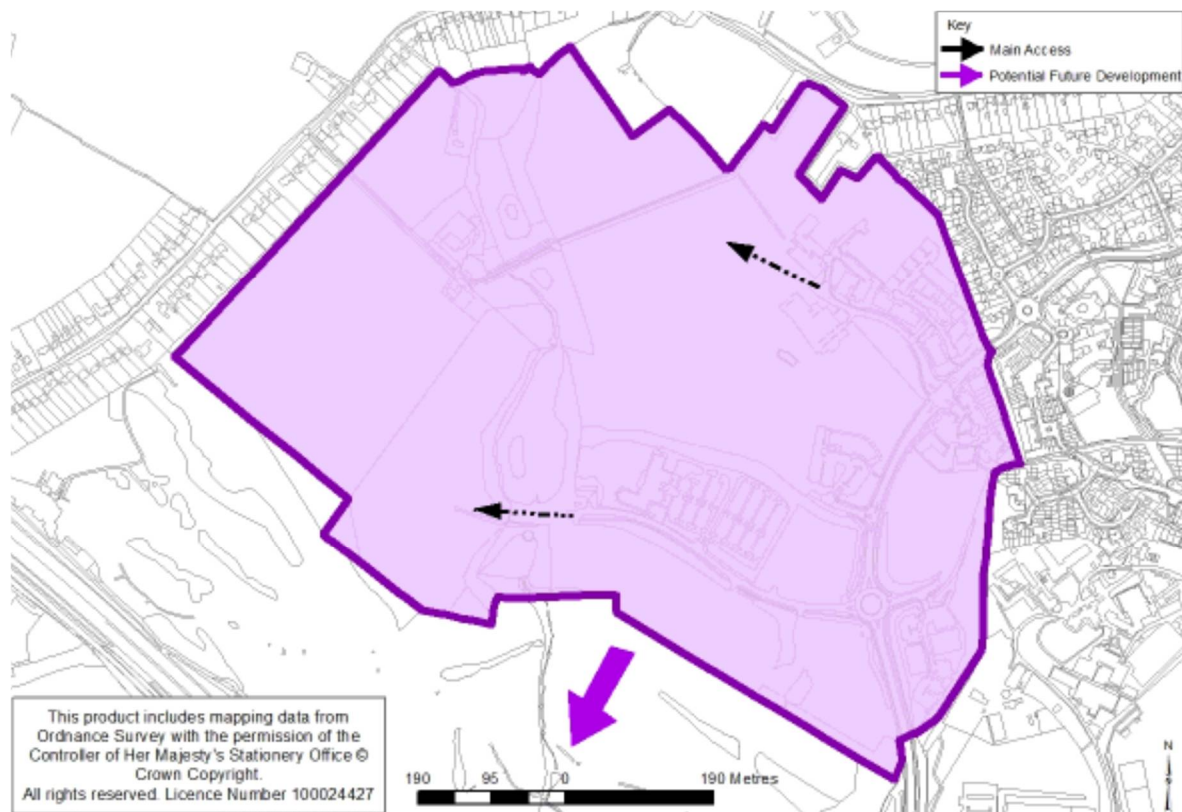 Key
Main Access
Potential Future Development
This product includes mapping data from
Ordnance Survey with the permission of the
Controller of Her Majesty's Stationery Office ©
Crown Copyright.
All rights reserved. Licence Number 100024427
190 95 0 190 Metres
N